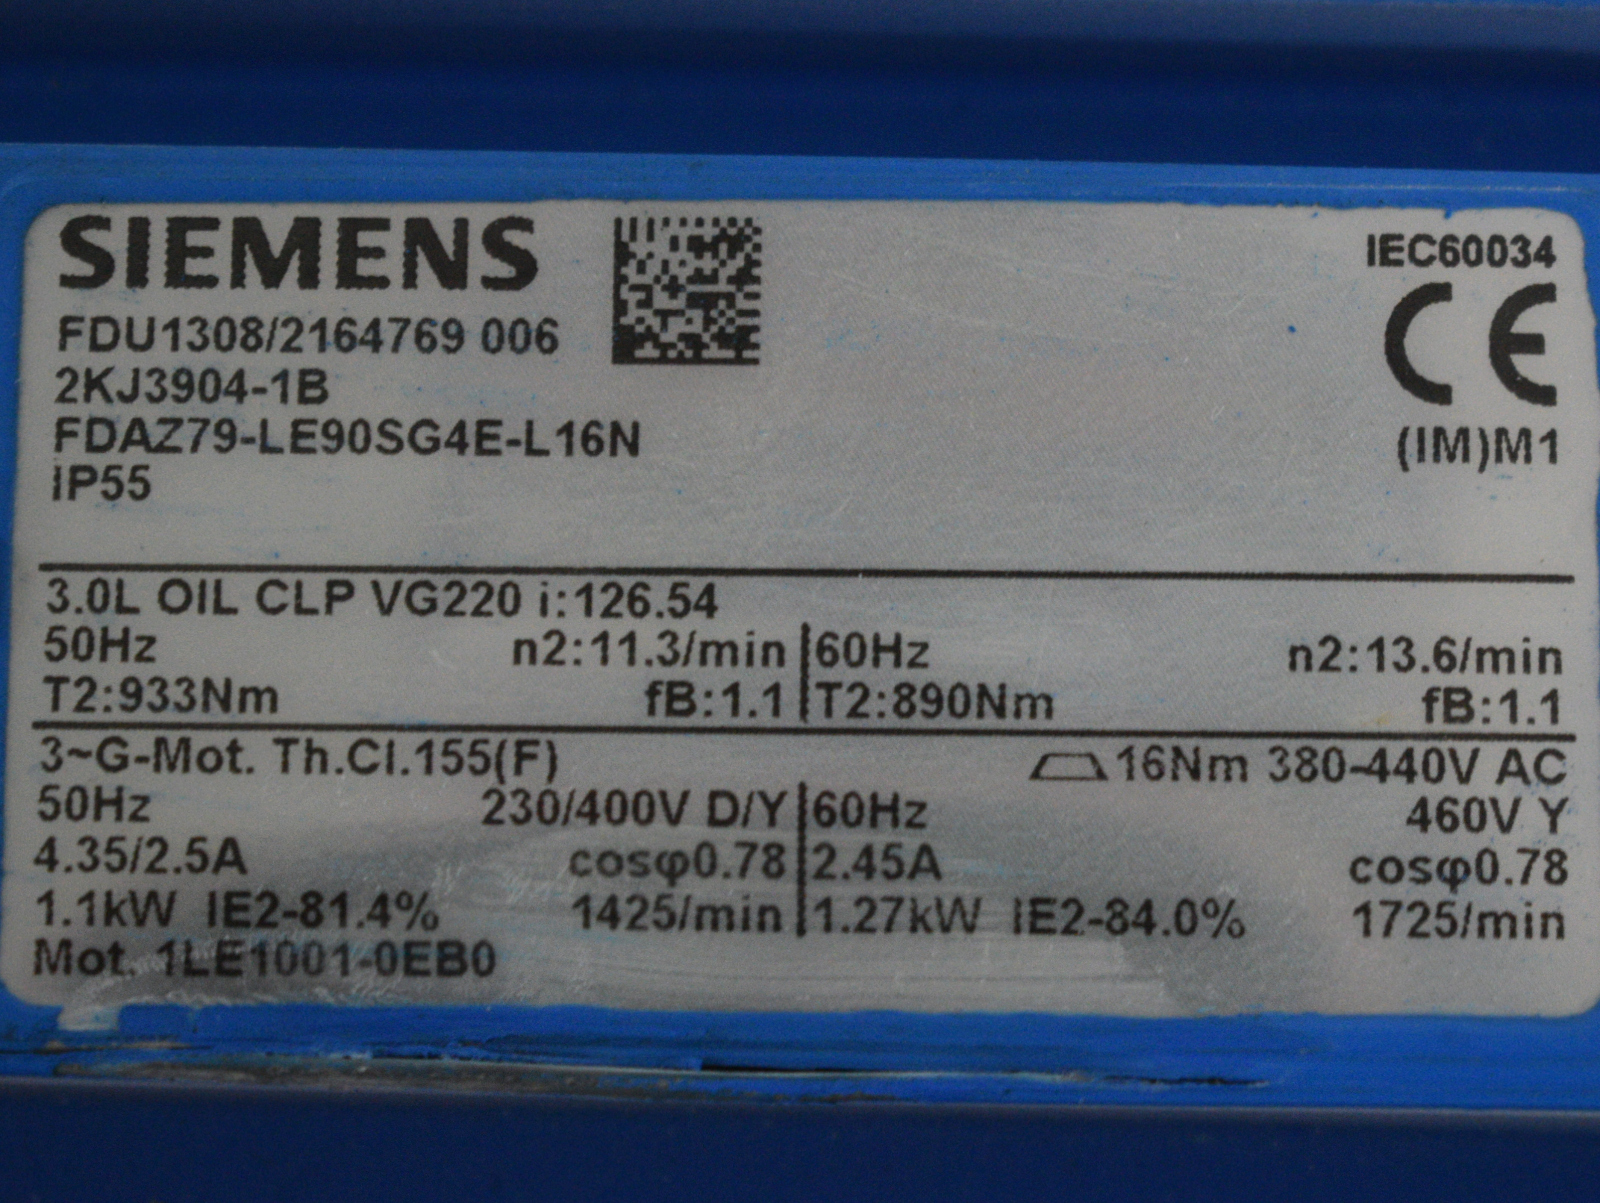 SIEMENS
IEC60034
FDU1308/2164769 006
CE
2KJ3904-1B
FDAZ79-LE90SG4E-L16N
(IM)M1
IP55
3.0L OIL CLP VG220 i:126.54
50Hz n2:11.3/min 60Hz n2:13.6/min
T2:933Nm fB:1.1 T2:890Nm fB:1.1
3~G-Mot. Th.Cl.155(F) 16Nm 380-440V AC
50Hz 230/400V D/Y 60Hz 460V Y
4.35/2.5A cosφ0.78 2.45A cosφ0.78
1.1kW IE2-81.4% 1425/min 1.27kW IE2-84.0% 1725/min
Mot. 1LE1001-0EB0